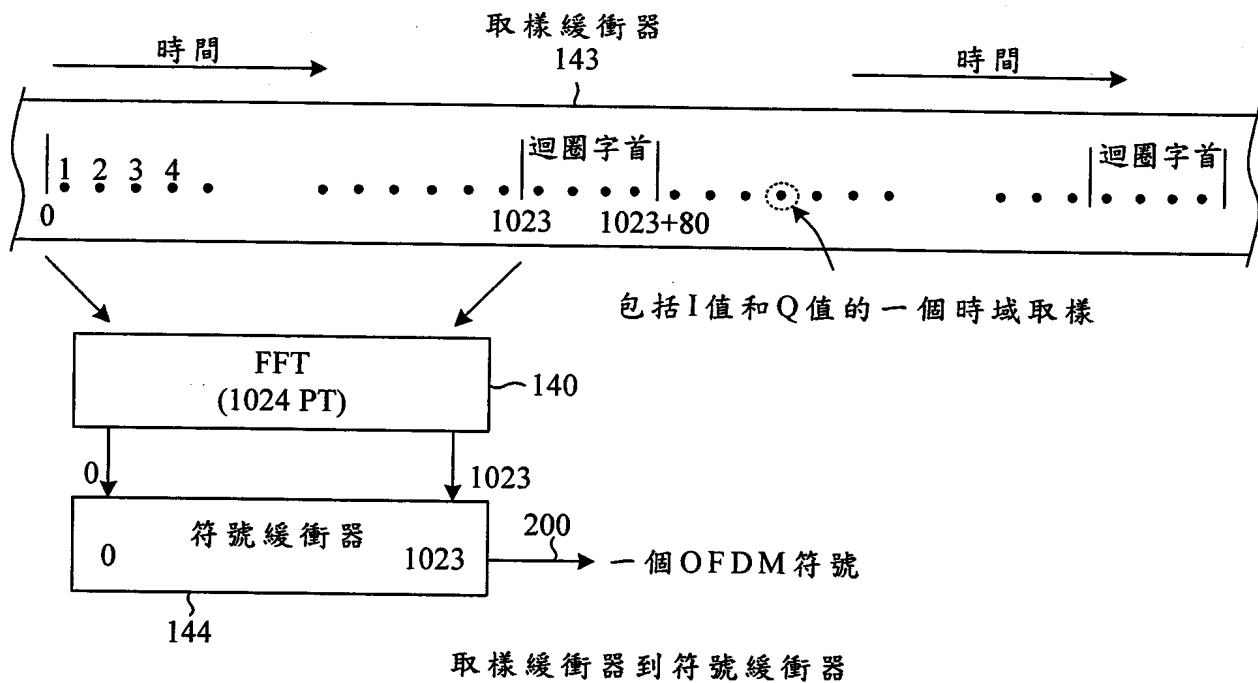 取樣緩衝器
時間
143
時間
迴圈字首
迴圈字首
1 2 3 4
0
1023
1023+80
包括I值和Q值的一個時域取樣
FFT
(1024 PT)
140
0
1023
符號緩衝器
0
1023
200
一個OFDM符號
144
取樣緩衝器到符號緩衝器